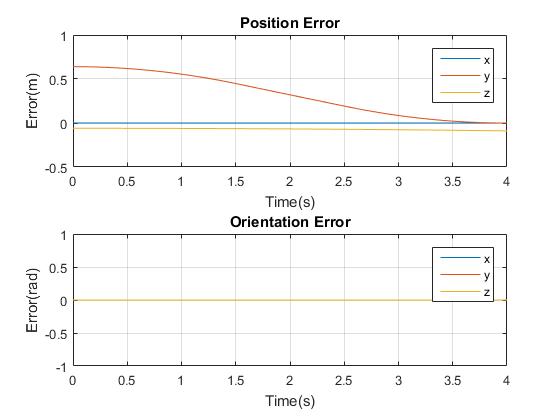 Position Error
1
0.5
0
-0.5
Error(m)
x
y
z
0 0.5 1 1.5 2 2.5 3 3.5 4
Time(s)
Orientation Error
1
0.5
0
-0.5
-1
Error(rad)
x
y
z
0 0.5 1 1.5 2 2.5 3 3.5 4
Time(s)